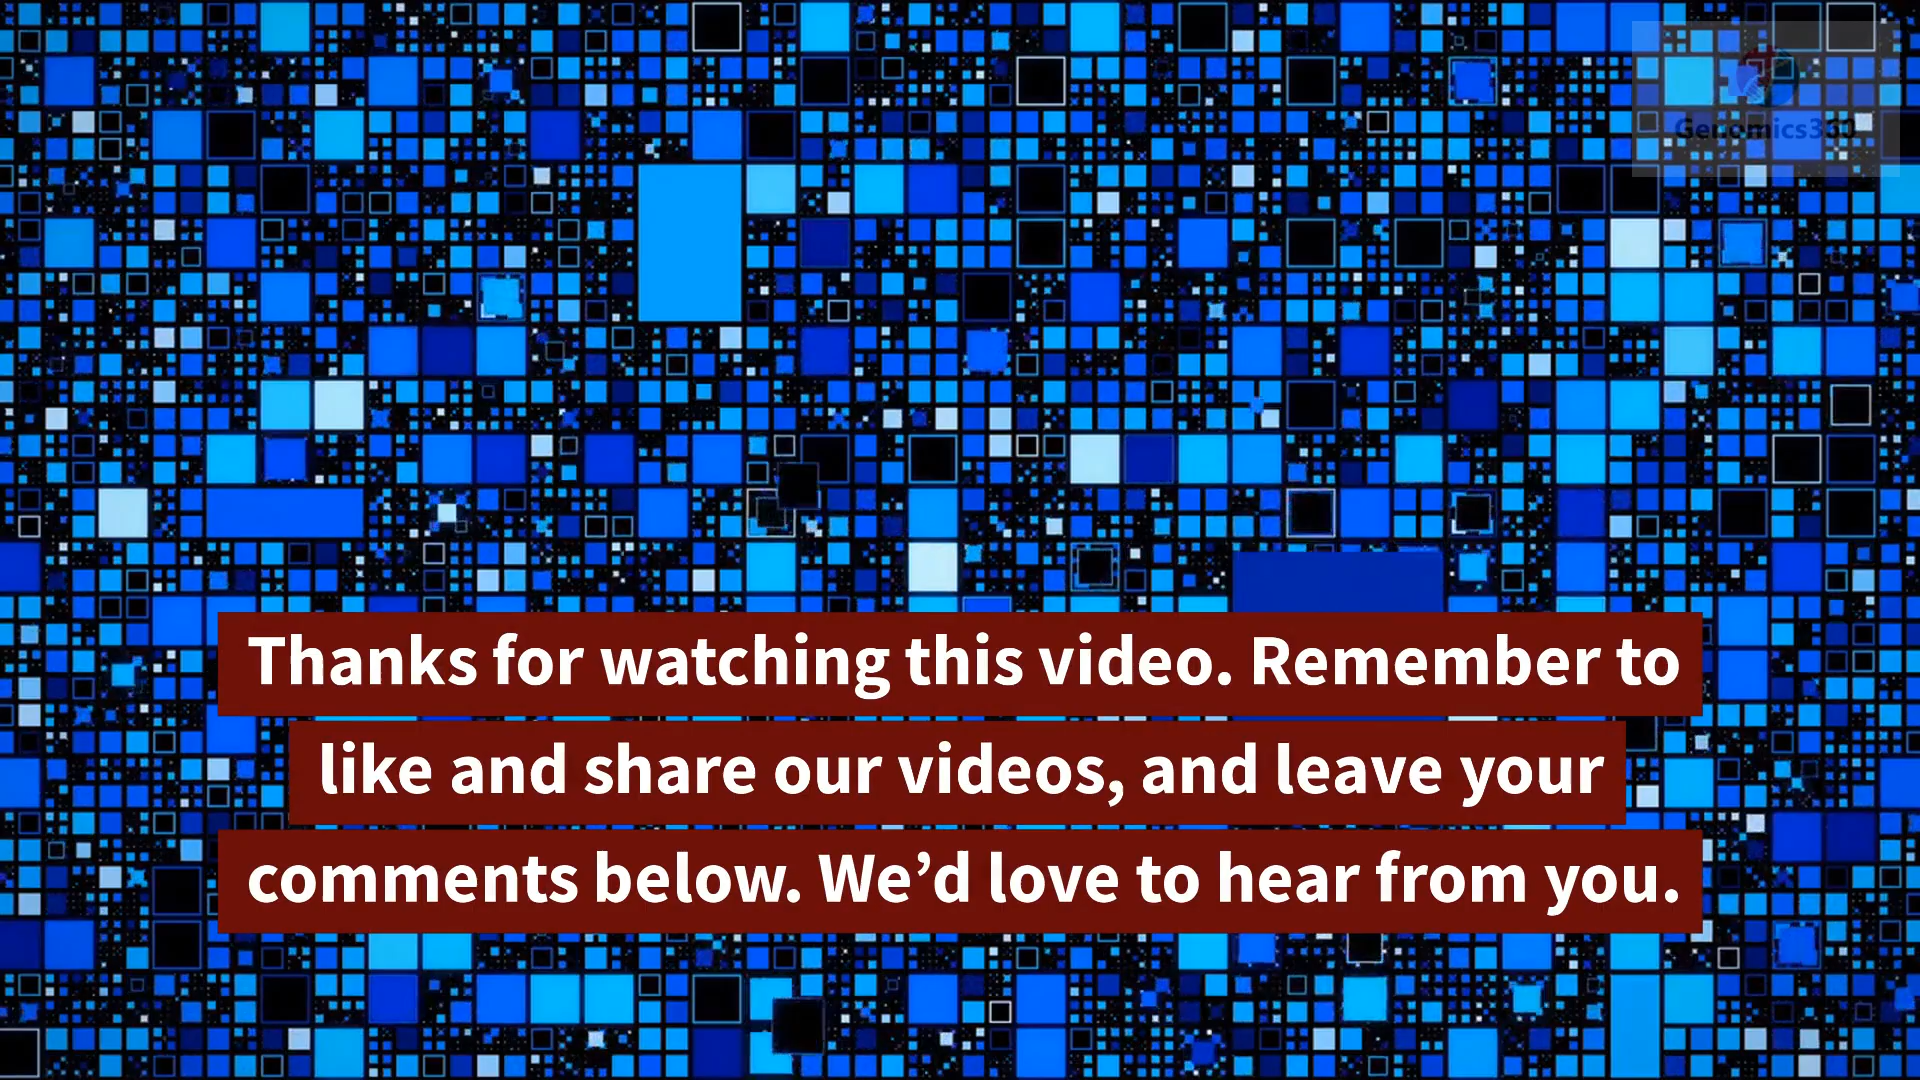 Genomics360
Thanks for watching this video. Remember to
like and share our videos, and leave your
comments below. We’d love to hear from you.